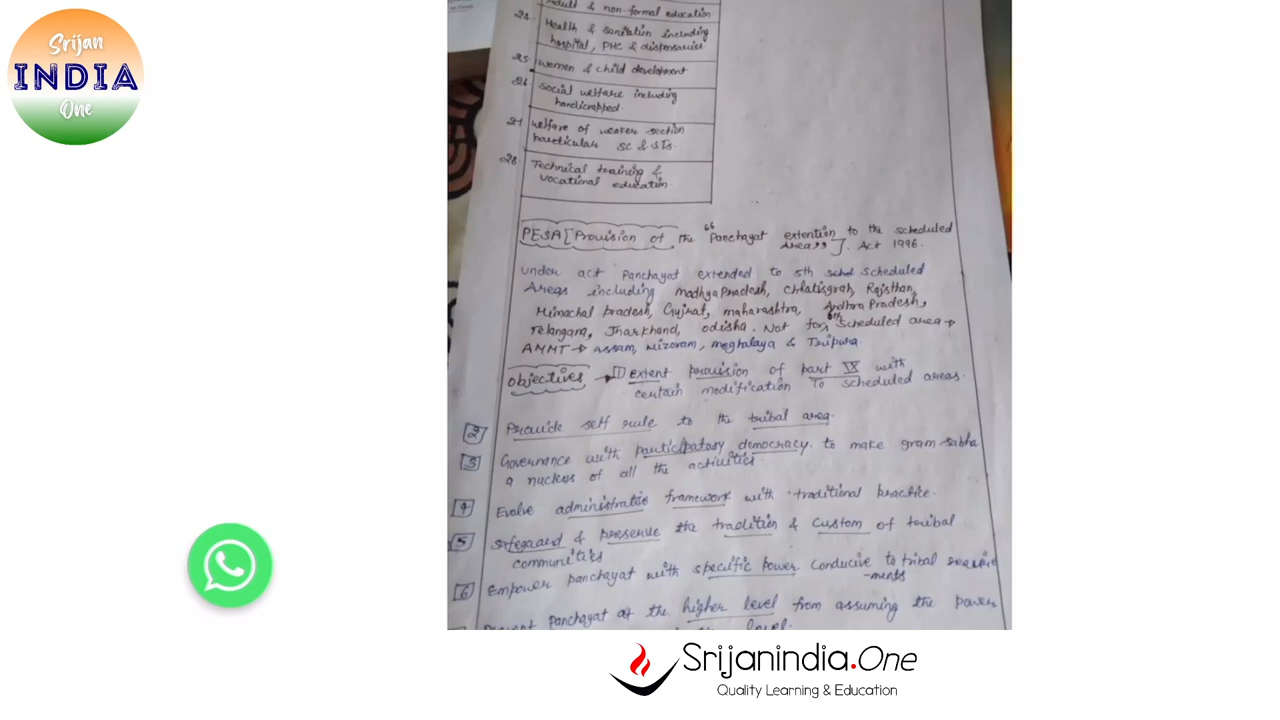 Srijan
INDIA
One
Adult & non-formal education
24. Health & Sanitation including
hospital, PHC & dispensaries
25 women & child development
26 Social welfare including
handicrapped.
27 welfare of weaker section
particular SC & STs.
28 Technical training &
vocational education.
PESA [Provision of the "Panchayat extention to the scheduled
Area"]. Act 1996.
under act Panchayat extended to 5th schd scheduled
Areas including madhya Pradesh, Chhatisgrah, Rajsthan,
Himachal pradesh, Gujrat, maharashtra, Andhra Pradesh,
Telangana, Jharkhand, odisha. Not for 6th scheduled area →
AMMT → Assam, Mizoram, meghalaya & Tripura.
Objectives → 1 extent provision of part IX with
certain modification to scheduled areas.
2 Provide self rule to the tribal area.
3 Governance with participatory democracy to make gram sabha
a nucleus of all the activities.
4 Evolve administrative framework with traditional practice.
5 Safegaard & preserve the tradition & custom of tribal
communities
6 Empower panchayat with specific power conducive to tribal require
-ments
Prevent panchayat at the higher level from assuming the power
level.
Srijanindia.One
Quality Learning & Education